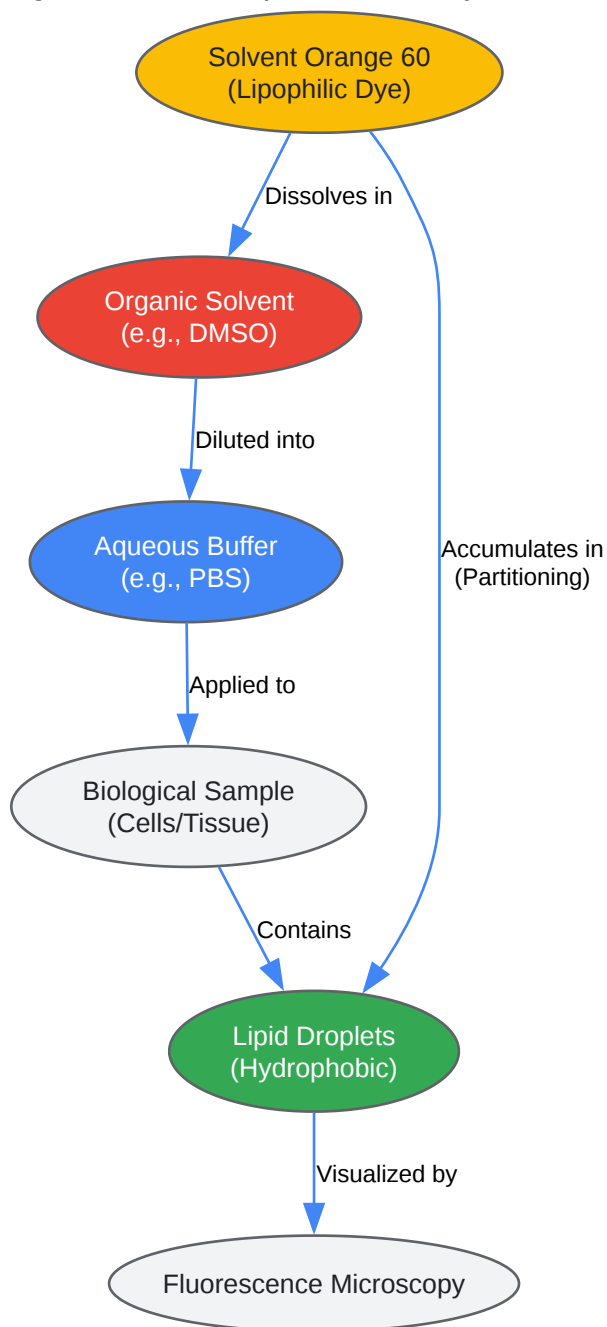 Solvent Orange 60
(Lipophilic Dye)
Dissolves in
Organic Solvent
(e.g., DMSO)
Diluted into
Aqueous Buffer
(e.g., PBS)
Accumulates in
(Partitioning)
Applied to
Biological Sample
(Cells/Tissue)
Contains
Lipid Droplets
(Hydrophobic)
Visualized by
Fluorescence Microscopy